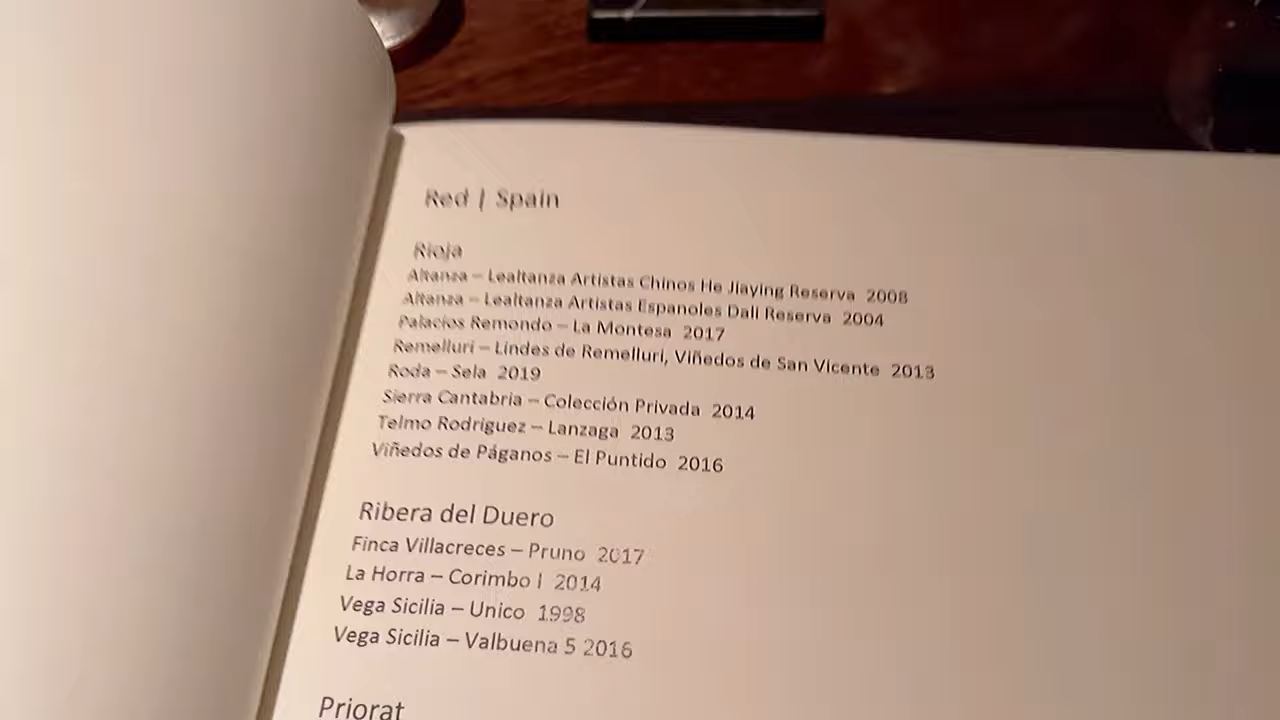 Red | Spain
Rioja
Altanza – Lealtanza Artistas Chinos He Jiaying Reserva 2008
Altanza – Lealtanza Artistas Espanoles Dali Reserva 2004
Palacios Remondo – La Montesa 2017
Remelluri – Lindes de Remelluri, Viñedos de San Vicente 2013
Roda – Sela 2019
Sierra Cantabria – Colección Privada 2014
Telmo Rodriguez – Lanzaga 2013
Viñedos de Páganos – El Puntido 2016
Ribera del Duero
Finca Villacreces – Pruno 2017
La Horra – Corimbo I 2014
Vega Sicilia – Unico 1998
Vega Sicilia – Valbuena 5 2016
Priorat